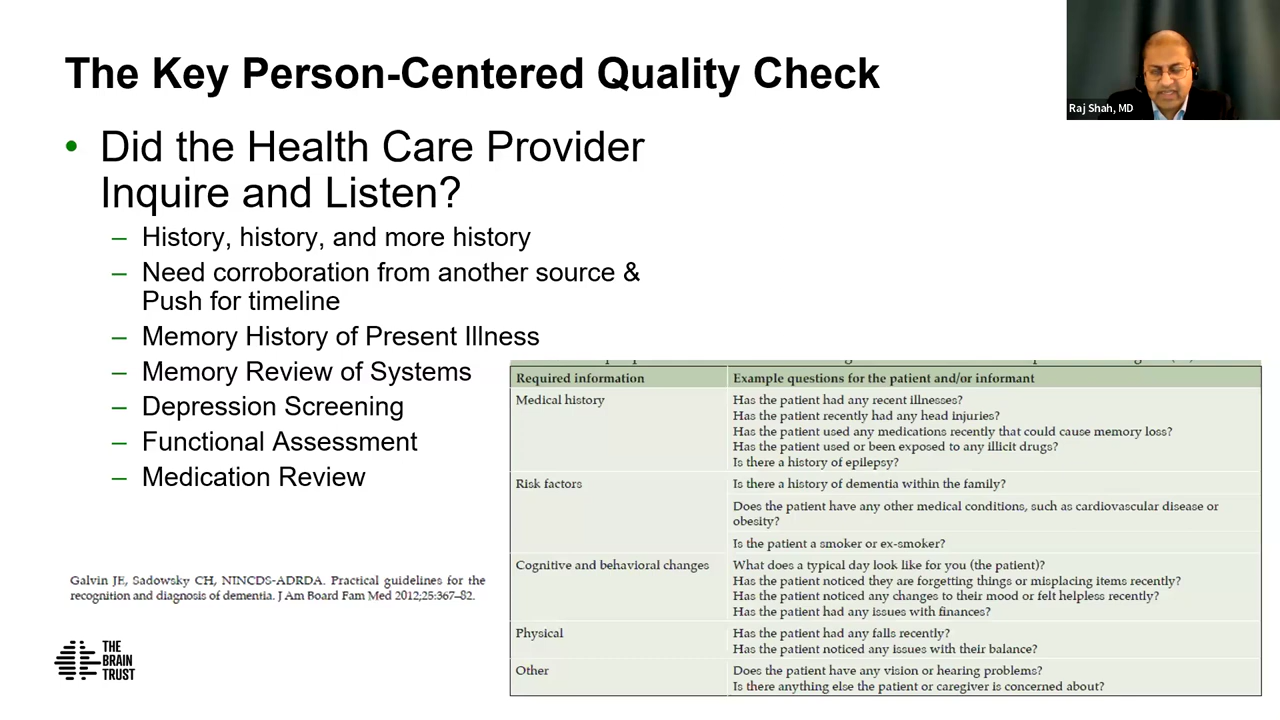 The Key Person-Centered Quality Check
Raj Shah, MD
• Did the Health Care Provider
Inquire and Listen?
– History, history, and more history
– Need corroboration from another source &
Push for timeline
– Memory History of Present Illness
– Memory Review of Systems
– Depression Screening
– Functional Assessment
– Medication Review
Required information
Example questions for the patient and/or informant
Medical history
Has the patient had any recent illnesses?
Has the patient recently had any head injuries?
Has the patient used any medications recently that could cause memory loss?
Has the patient used or been exposed to any illicit drugs?
Is there a history of epilepsy?
Risk factors
Is there a history of dementia within the family?
Does the patient have any other medical conditions, such as cardiovascular disease or
obesity?
Is the patient a smoker or ex-smoker?
Cognitive and behavioral changes
What does a typical day look like for you (the patient)?
Has the patient noticed they are forgetting things or misplacing items recently?
Has the patient noticed any changes to their mood or felt helpless recently?
Has the patient had any issues with finances?
Physical
Has the patient had any falls recently?
Has the patient noticed any issues with their balance?
Other
Does the patient have any vision or hearing problems?
Is there anything else the patient or caregiver is concerned about?
Galvin JE, Sadowsky CH, NINCDS-ADRDA. Practical guidelines for the
recognition and diagnosis of dementia. J Am Board Fam Med 2012;25:367–82.
THE
BRAIN
TRUST